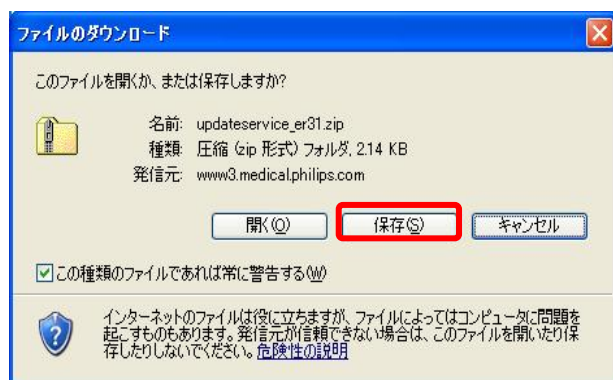 ファイルのダウンロード
このファイルを開くか、または保存しますか?
名前: updateservice_er31.zip
種類: 圧縮 (zip 形式) フォルダ, 2.14 KB
発信元: www3.medical.philips.com
開く(O) 保存(S) キャンセル
この種類のファイルであれば常に警告する(W)
インターネットのファイルは役に立ちますが、ファイルによってはコンピュータに問題を
起こすものもあります。発信元が信頼できない場合は、このファイルを開いたり保
存したりしないでください。危険性の説明